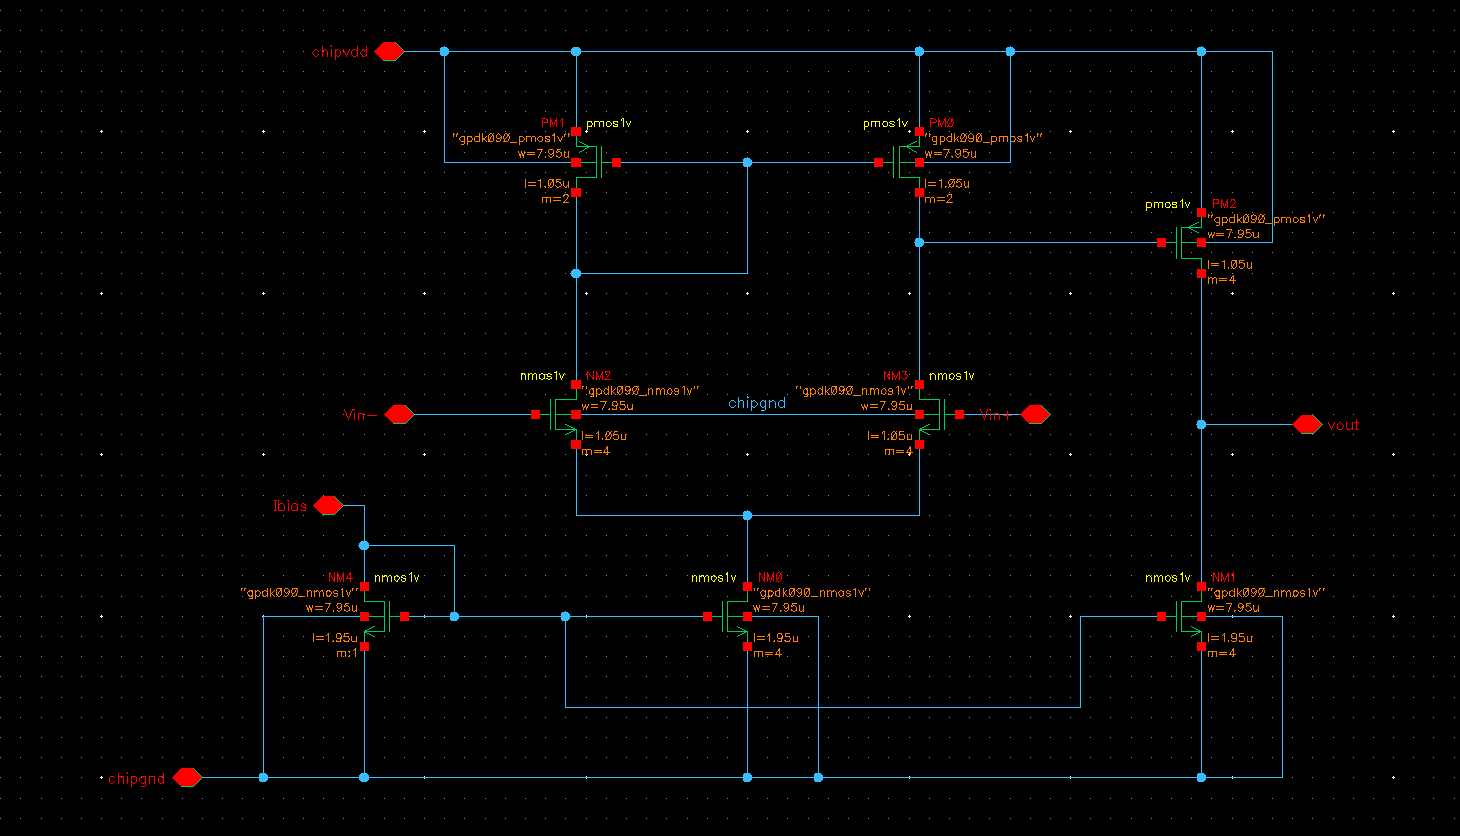 chipvdd
PM1 pmos1v
"gpdk090_pmos1v"
w=7.95u
l=1.05u
m=2
pmos1v PM0
"gpdk090_pmos1v"
w=7.95u
l=1.05u
m=2
pmos1v PM2
"gpdk090_pmos1v"
w=7.95u
l=1.05u
m=4
nmos1v NM2
"gpdk090_nmos1v"
w=7.95u
l=1.05u
m=4
Vin-
chipgnd
NM3 nmos1v
"gpdk090_nmos1v"
w=7.95u
l=1.05u
m=4
Vin+
vout
Ibias
NM4 nmos1v
"gpdk090_nmos1v"
w=7.95u
l=1.95u
m:1
nmos1v NM0
"gpdk090_nmos1v"
w=7.95u
l=1.95u
m=4
nmos1v NM1
"gpdk090_nmos1v"
w=7.95u
l=1.95u
m=4
chipgnd